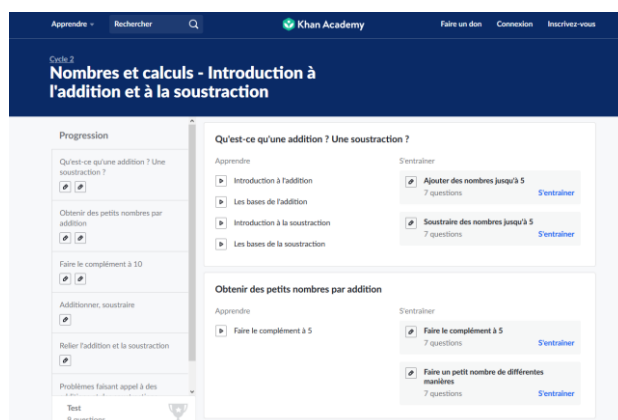 Apprendre
Rechercher
Khan Academy
Faire un don
Connexion
Inscrivez-vous
Cycle 2
Nombres et calculs - Introduction à
l'addition et à la soustraction
Progression
Qu'est-ce qu'une addition ? Une
soustraction ?
Obtenir des petits nombres par
addition
Faire le complément à 10
Additionner, soustraire
Relier l'addition et la soustraction
Problèmes faisant appel à des
Test
8 questions
Qu'est-ce qu'une addition ? Une soustraction ?
Apprendre
Introduction à l'addition
Les bases de l'addition
Introduction à la soustraction
Les bases de la soustraction
S'entraîner
Ajouter des nombres jusqu'à 5
7 questions
S'entraîner
Soustraire des nombres jusqu'à 5
7 questions
S'entraîner
Obtenir des petits nombres par addition
Apprendre
Faire le complément à 5
S'entraîner
Faire le complément à 5
7 questions
S'entraîner
Faire un petit nombre de différentes
manières
7 questions
S'entraîner